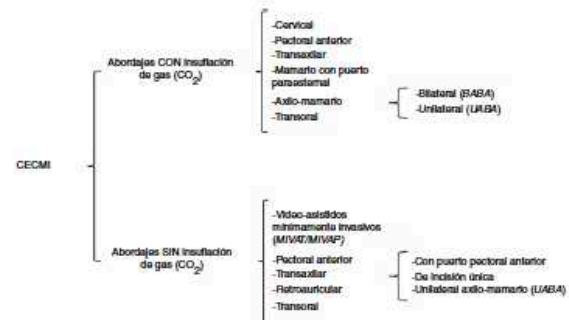 CECMI
Abordajes CON insuflación
de gas (CO2)
-Cervical
-Pectoral anterior
-Transaxilar
-Mamario con puerto
paraesternal
-Axilo-mamario
-Transoral
-Bilateral (BABA)
-Unilateral (UABA)
Abordajes SIN insuflación
de gas (CO2)
-Video-asistidos
mínimamente invasivos
(MIVAT/MIVAP)
-Pectoral anterior
-Transaxilar
-Retroauricular
-Transoral
-Con puerto pectoral anterior
-De incisión única
-Unilateral axilo-mamario (UABA)